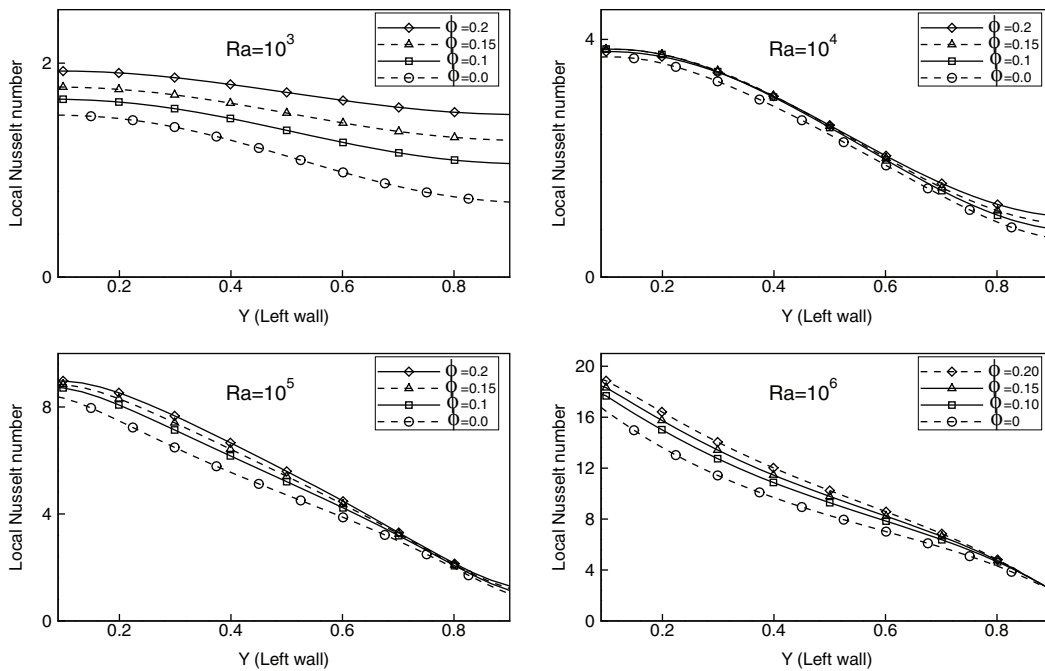 Ra=10³
φ=0.2
φ=0.15
φ=0.1
φ=0.0
Local Nusselt number
2
0
0.2 0.4 0.6 0.8
Y (Left wall)
Ra=10⁴
φ=0.2
φ=0.15
φ=0.1
φ=0.0
Local Nusselt number
4
0
0.2 0.4 0.6 0.8
Y (Left wall)
Ra=10⁵
φ=0.2
φ=0.15
φ=0.1
φ=0.0
Local Nusselt number
8
4
0
0.2 0.4 0.6 0.8
Y (Left wall)
Ra=10⁶
φ=0.20
φ=0.15
φ=0.10
φ=0
Local Nusselt number
20
16
12
8
4
0
0.2 0.4 0.6 0.8
Y (Left wall)